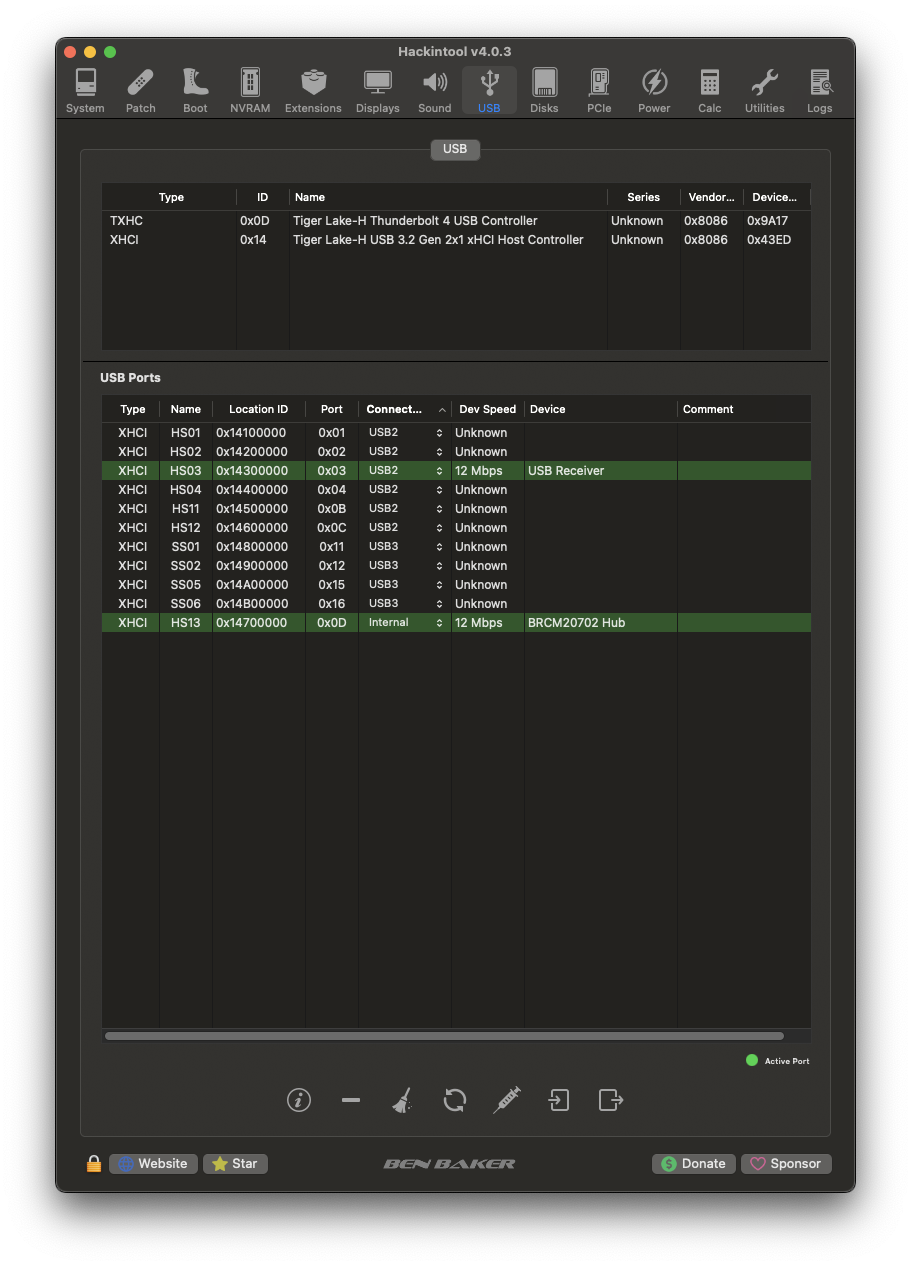 Hackintool v4.0.3
System Patch Boot NVRAM Extensions Displays Sound USB Disks PCIe Power Calc Utilities Logs
USB
Type ID Name Series Vendor... Device...
TXHC 0x0D Tiger Lake-H Thunderbolt 4 USB Controller Unknown 0x8086 0x9A17
XHCI 0x14 Tiger Lake-H USB 3.2 Gen 2x1 xHCI Host Controller Unknown 0x8086 0x43ED
USB Ports
Type Name Location ID Port Connect... Dev Speed Device Comment
XHCI HS01 0x14100000 0x01 USB2 Unknown
XHCI HS02 0x14200000 0x02 USB2 Unknown
XHCI HS03 0x14300000 0x03 USB2 12 Mbps USB Receiver
XHCI HS04 0x14400000 0x04 USB2 Unknown
XHCI HS11 0x14500000 0x0B USB2 Unknown
XHCI HS12 0x14600000 0x0C USB2 Unknown
XHCI SS01 0x14800000 0x11 USB3 Unknown
XHCI SS02 0x14900000 0x12 USB3 Unknown
XHCI SS05 0x14A00000 0x15 USB3 Unknown
XHCI SS06 0x14B00000 0x16 USB3 Unknown
XHCI HS13 0x14700000 0x0D Internal 12 Mbps BRCM20702 Hub
Active Port
Website Star BEN BAKER Donate Sponsor